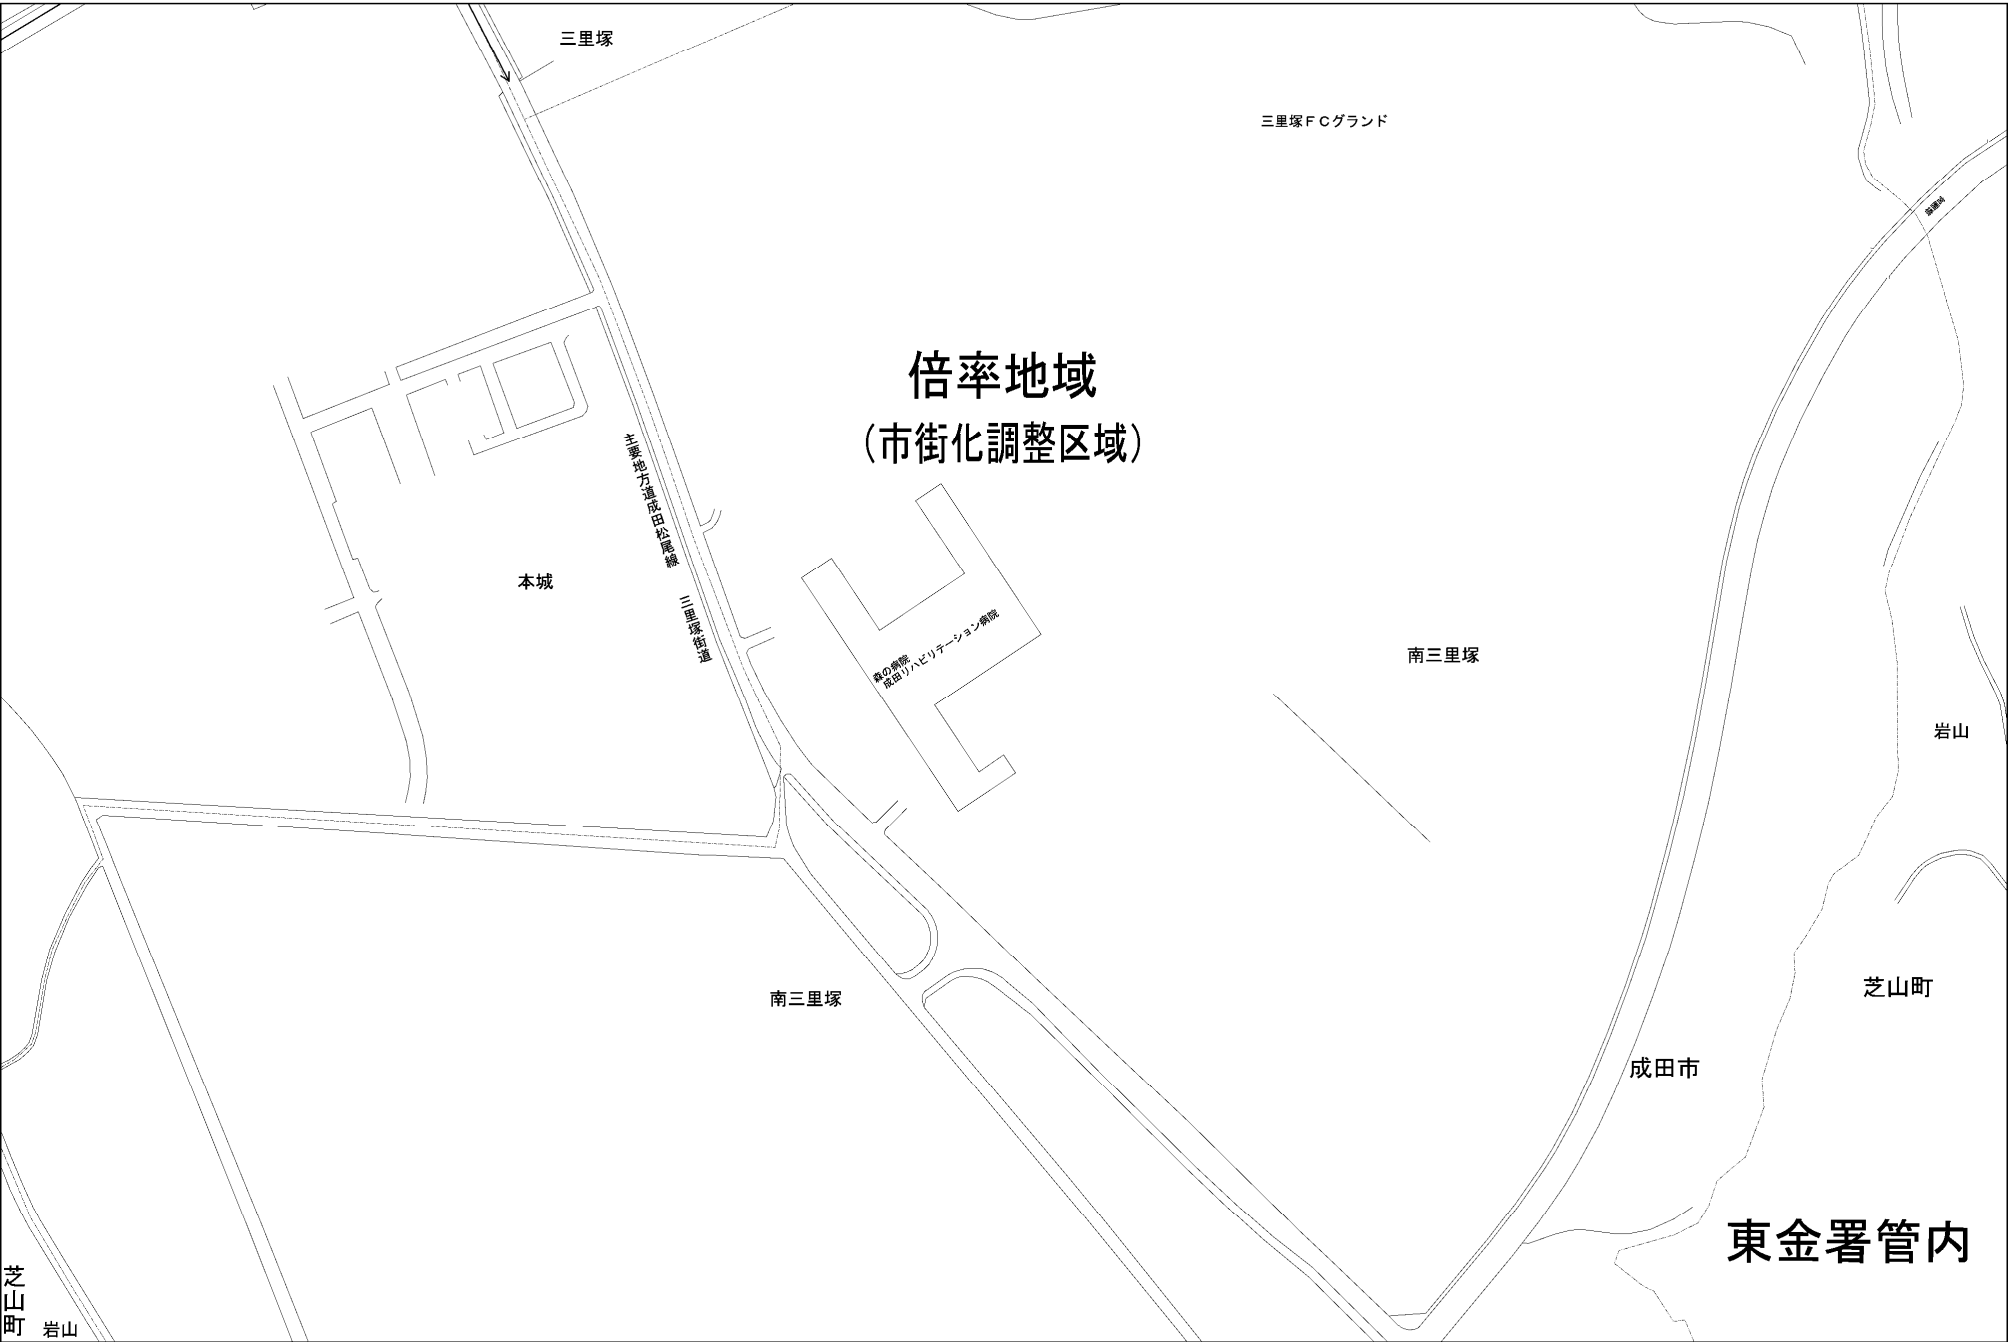 三里塚
三里塚ＦＣグランド
倍率地域
（市街化調整区域）
主要地方道成田松尾線　三里塚街道
本城
森の病院
成田リハビリテーション病院
南三里塚
岩山
南三里塚
芝山町
成田市
東金署管内
芝山町
岩山